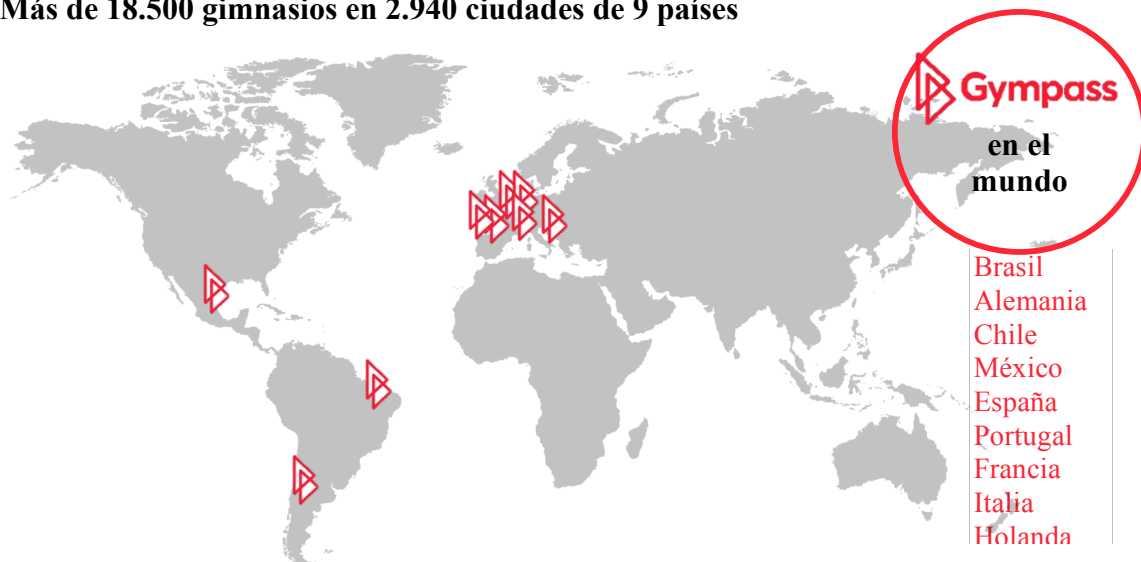 Más de 18.500 gimnasios en 2.940 ciudades de 9 países
Gympass
en el
mundo
Brasil
Alemania
Chile
México
España
Portugal
Francia
Italia
Holanda